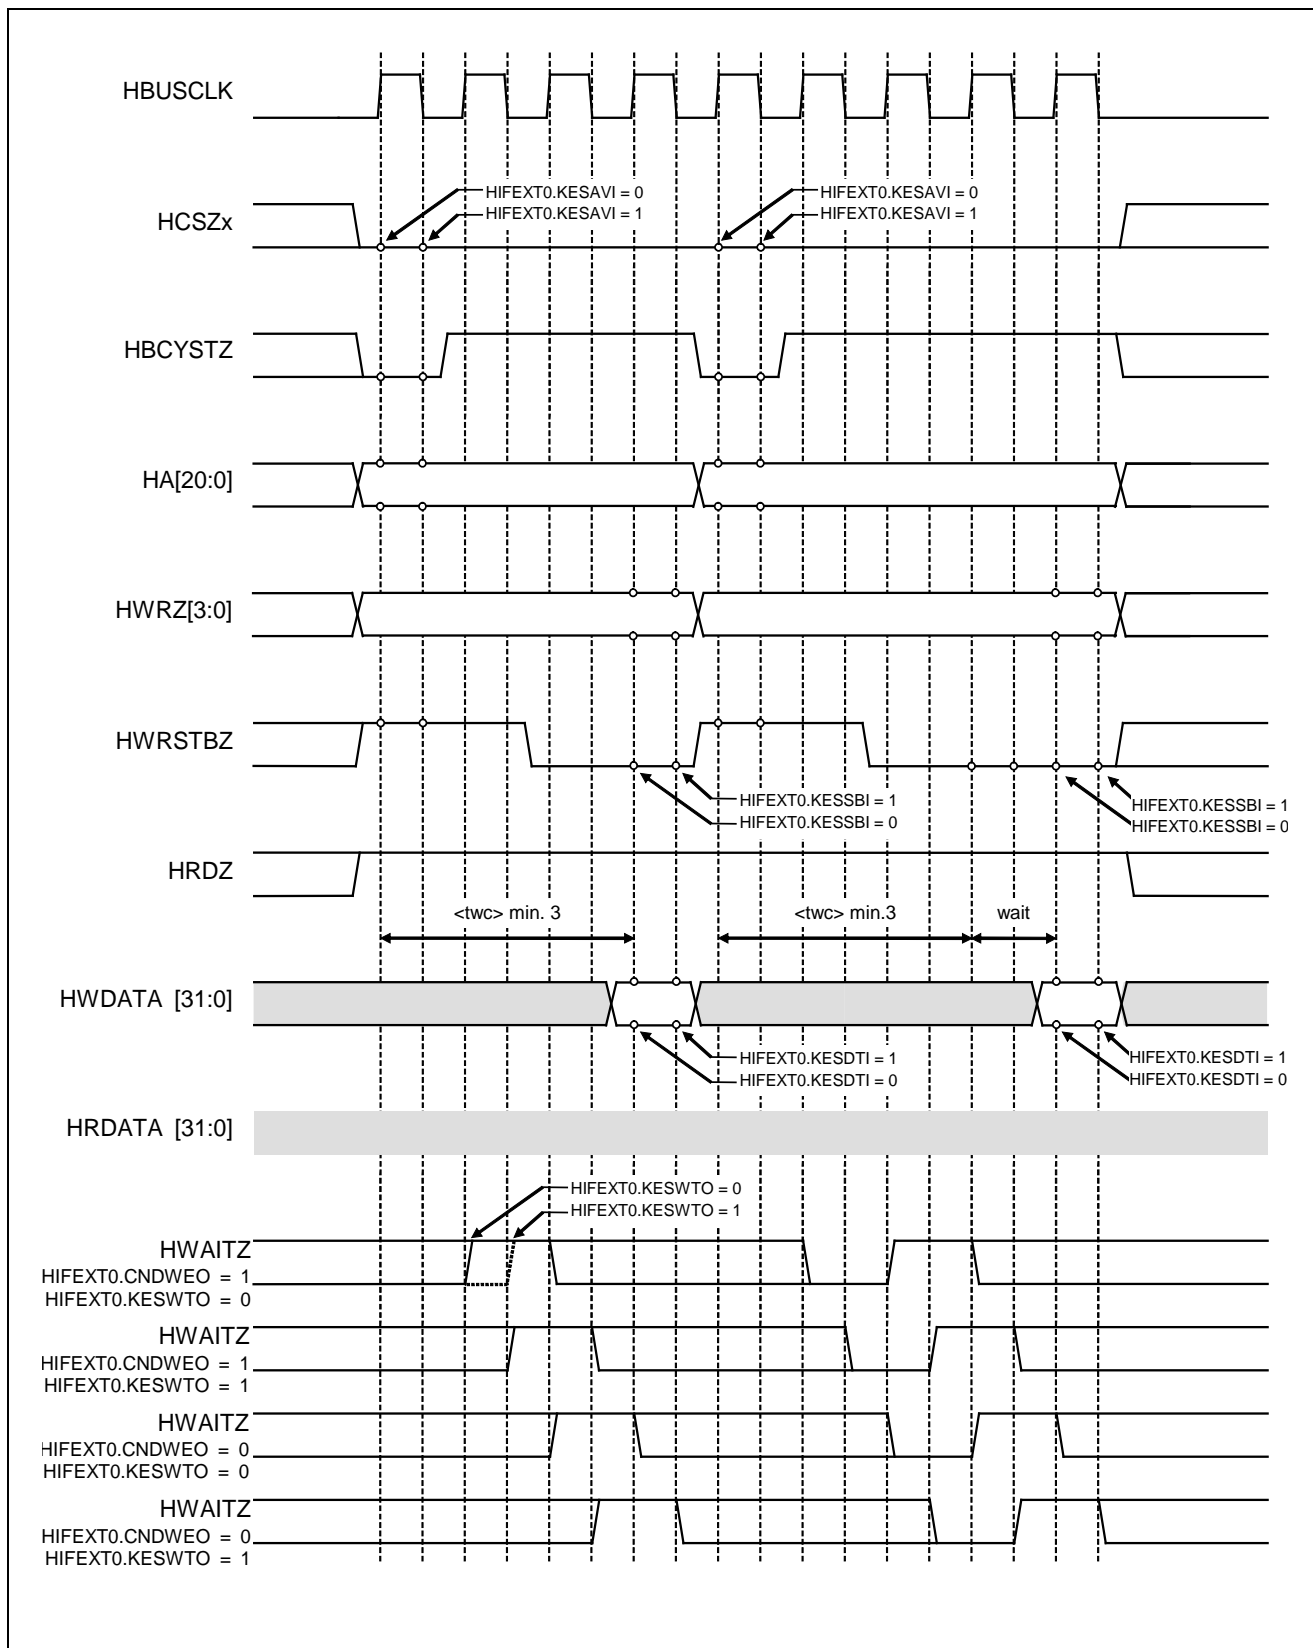 HBUSCLK
HIFEXT0.KESAVI = 0
HIFEXT0.KESAVI = 1
HIFEXT0.KESAVI = 0
HIFEXT0.KESAVI = 1
HCSZx
HBCYSTZ
HA[20:0]
HWRZ[3:0]
HWRSTBZ
HIFEXT0.KESSBI = 1
HIFEXT0.KESSBI = 0
HIFEXT0.KESSBI = 1
HIFEXT0.KESSBI = 0
HRDZ
<twc> min. 3
<twc> min.3
wait
HWDATA [31:0]
HIFEXT0.KESDTI = 1
HIFEXT0.KESDTI = 0
HIFEXT0.KESDTI = 1
HIFEXT0.KESDTI = 0
HRDATA [31:0]
HIFEXT0.KESWTO = 0
HIFEXT0.KESWTO = 1
HWAITZ
HIFEXT0.CNDWEO = 1
HIFEXT0.KESWTO = 0
HWAITZ
HIFEXT0.CNDWEO = 1
HIFEXT0.KESWTO = 1
HWAITZ
HIFEXT0.CNDWEO = 0
HIFEXT0.KESWTO = 0
HWAITZ
HIFEXT0.CNDWEO = 0
HIFEXT0.KESWTO = 1